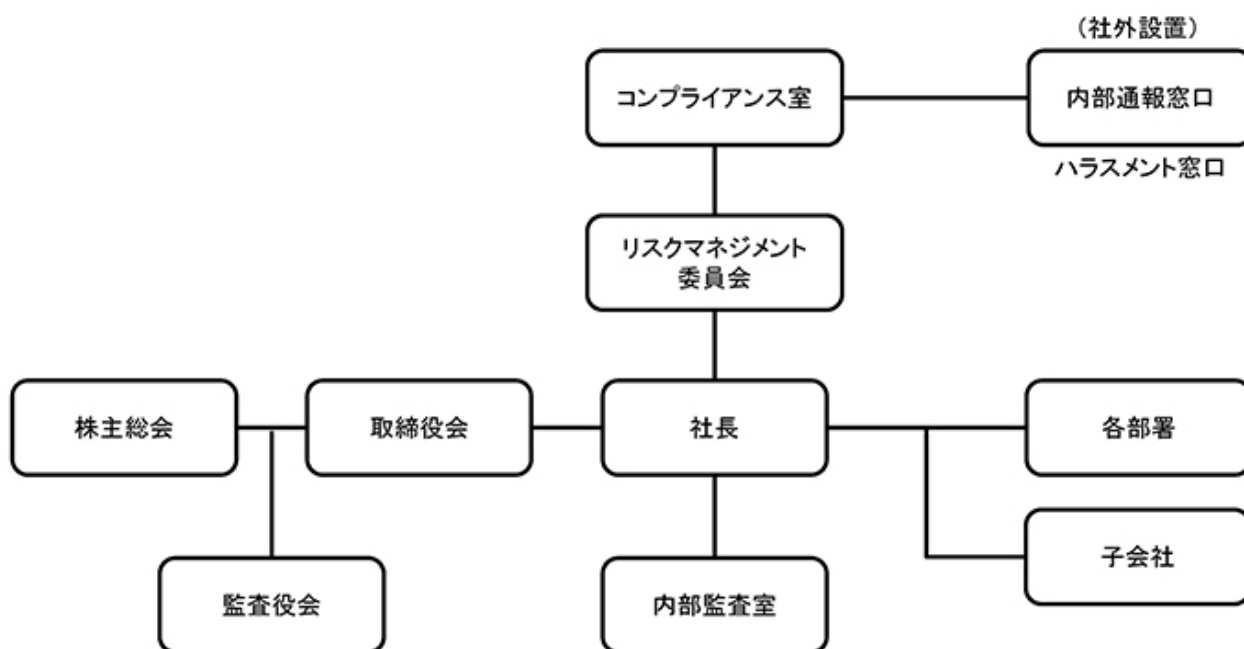 (社外設置)
コンプライアンス室
内部通報窓口
ハラスメント窓口
リスクマネジメント
委員会
株主総会
取締役会
社長
各部署
子会社
監査役会
内部監査室